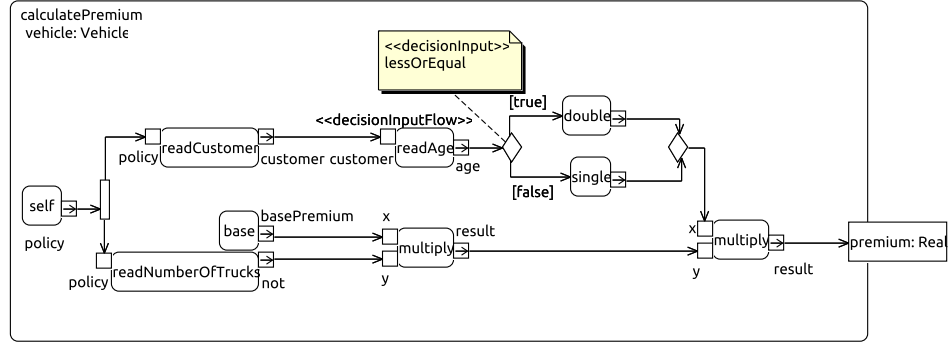 calculatePremium
vehicle: Vehicle
<<decisionInput>>
lessOrEqual
[true]
double
<<decisionInputFlow>>
readCustomer
readAge
policy
customer
customer
age
single
[false]
self
policy
basePremium
x
base
result
multiply
x
multiply
premium: Real
readNumberOfTrucks
policy
not
y
y
result